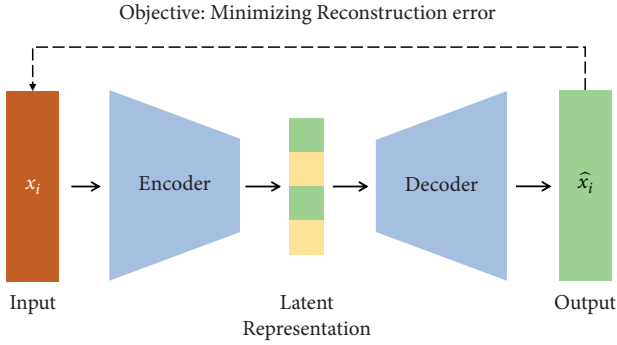 Objective: Minimizing Reconstruction error
x_i
Encoder
Decoder
x̂_i
Input
Latent
Representation
Output